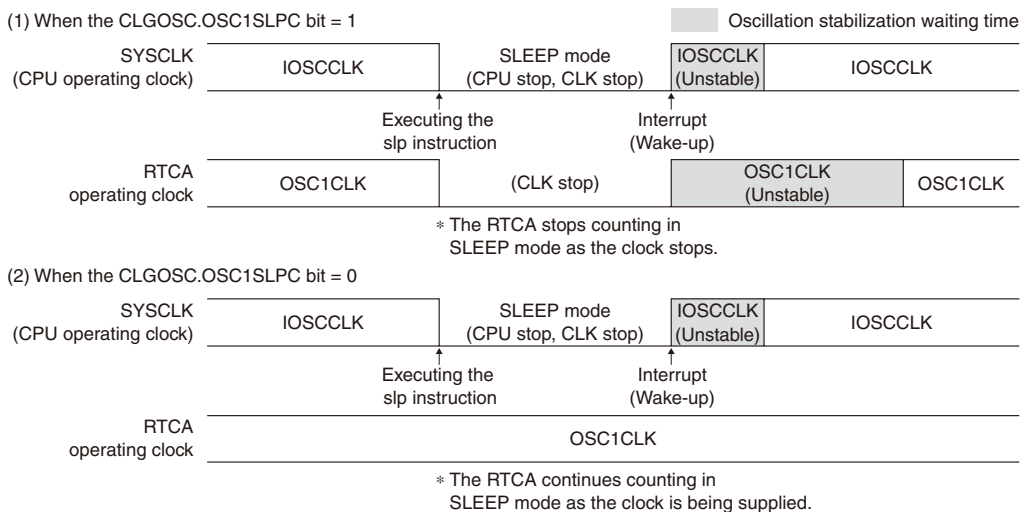 (1) When the CLGOSC.OSC1SLPC bit = 1
Oscillation stabilization waiting time
SYSCLK
(CPU operating clock)
IOSCCLK
SLEEP mode
(CPU stop, CLK stop)
IOSCCLK
(Unstable)
IOSCCLK
Executing the
slp instruction
Interrupt
(Wake-up)
RTCA
operating clock
OSC1CLK
(CLK stop)
OSC1CLK
(Unstable)
OSC1CLK
* The RTCA stops counting in
SLEEP mode as the clock stops.
(2) When the CLGOSC.OSC1SLPC bit = 0
SYSCLK
(CPU operating clock)
IOSCCLK
SLEEP mode
(CPU stop, CLK stop)
IOSCCLK
(Unstable)
IOSCCLK
Executing the
slp instruction
Interrupt
(Wake-up)
RTCA
operating clock
OSC1CLK
* The RTCA continues counting in
SLEEP mode as the clock is being supplied.